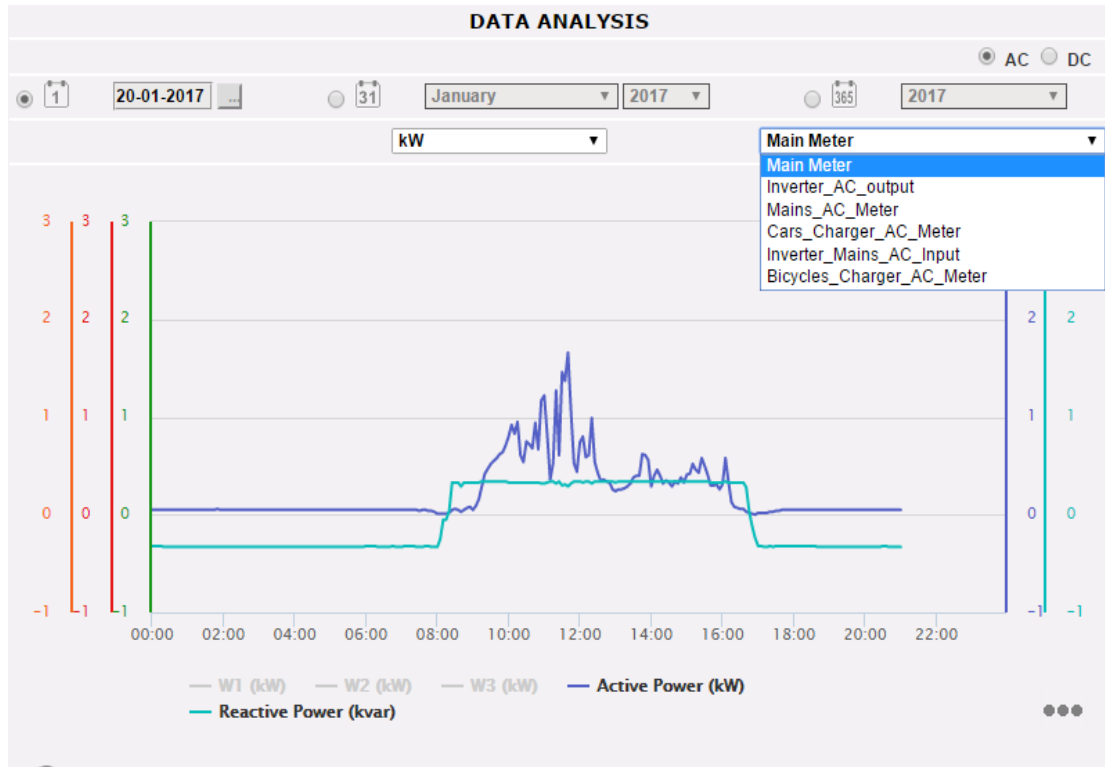 DATA ANALYSIS
AC DC
1 20-01-2017 ... 31 January 2017 365 2017
kW Main Meter
Main Meter
Inverter_AC_output
Mains_AC_Meter
Cars_Charger_AC_Meter
Inverter_Mains_AC_Input
Bicycles_Charger_AC_Meter
3 3 3
2 2 2 2 2
1 1 1 1 1
0 0 0 0 0
-1 -1 -1 -1 -1
00:00 02:00 04:00 06:00 08:00 10:00 12:00 14:00 16:00 18:00 20:00 22:00
W1 (kW) W2 (kW) W3 (kW) Active Power (kW)
Reactive Power (kvar)